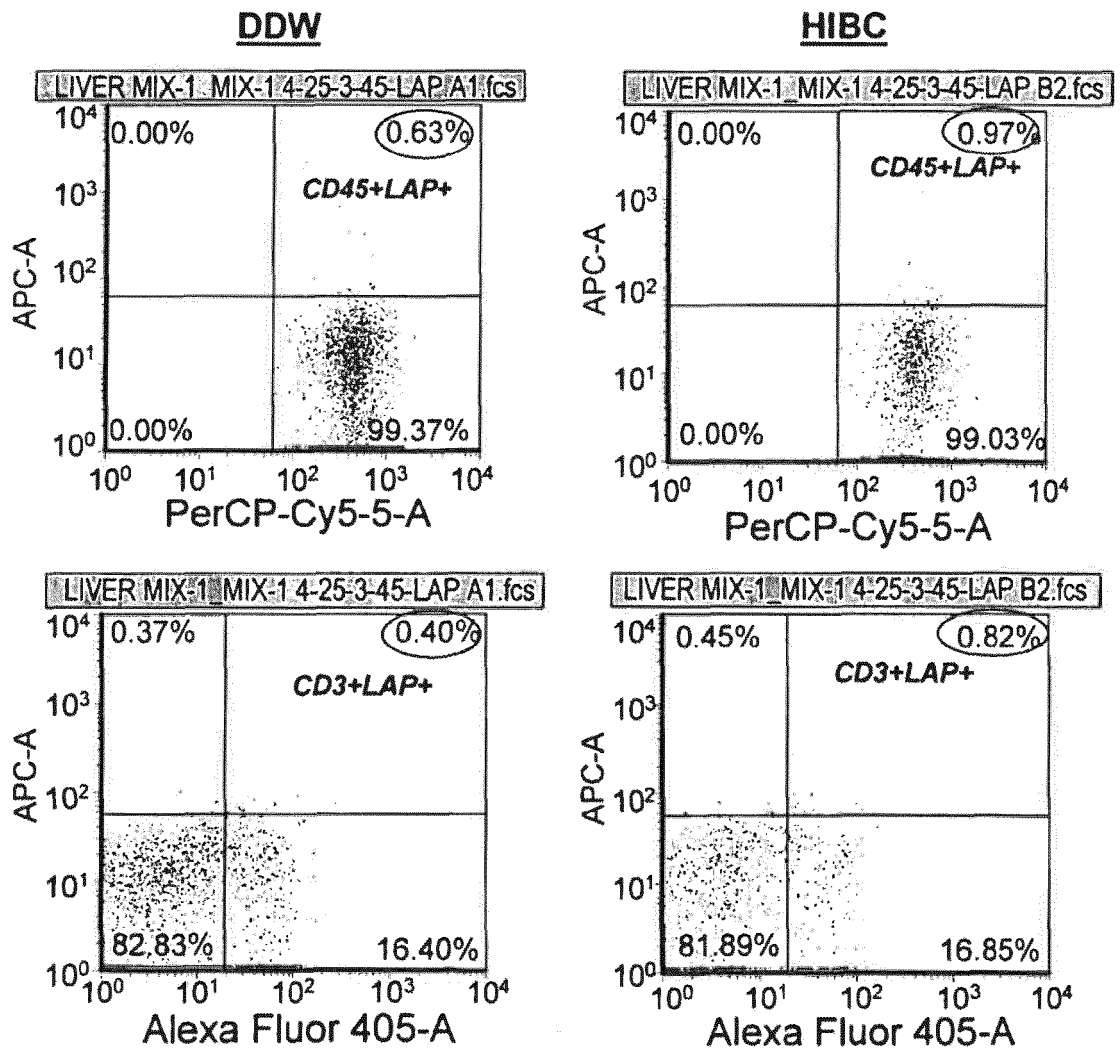 DDW
HIBC
LIVER MIX-1 MIX-1 4-25-3-45-LAP A1.fcs
10⁴
0.00%
0.63%
CD45+LAP+
10³
APC-A
10²
10¹
0.00%
99.37%
10⁰
10⁰ 10¹ 10² 10³ 10⁴
PerCP-Cy5-5-A
LIVER MIX-1_MIX-1 4-25-3-45-LAP B2.fcs
10⁴
0.00%
0.97%
CD45+LAP+
10³
APC-A
10²
10¹
0.00%
99.03%
10⁰
10⁰ 10¹ 10² 10³ 10⁴
PerCP-Cy5-5-A
LIVER MIX-1_MIX-1 4-25-3-45-LAP A1.fcs
10⁴
0.37%
0.40%
CD3+LAP+
10³
APC-A
10²
10¹
82.83%
16.40%
10⁰
10⁰ 10¹ 10² 10³ 10⁴
Alexa Fluor 405-A
LIVER MIX-1_MIX-1 4-25-3-45-LAP B2.fcs
10⁴
0.45%
0.82%
CD3+LAP+
10³
APC-A
10²
10¹
81.89%
16.85%
10⁰
10⁰ 10¹ 10² 10³ 10⁴
Alexa Fluor 405-A